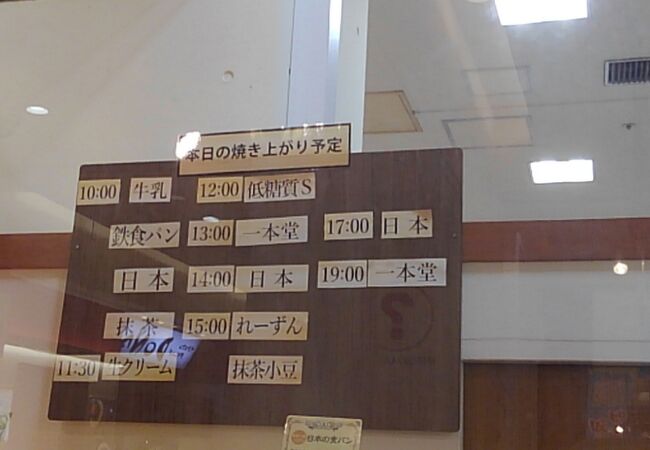 本日の焼き上がり予定
10:00 牛乳 12:00 低糖質S
鉄食パン 13:00 一本堂 17:00 日本
日本 14:00 日本 19:00 一本堂
抹茶 15:00 れーずん
11:30 生クリーム 抹茶小豆
日本の食パン